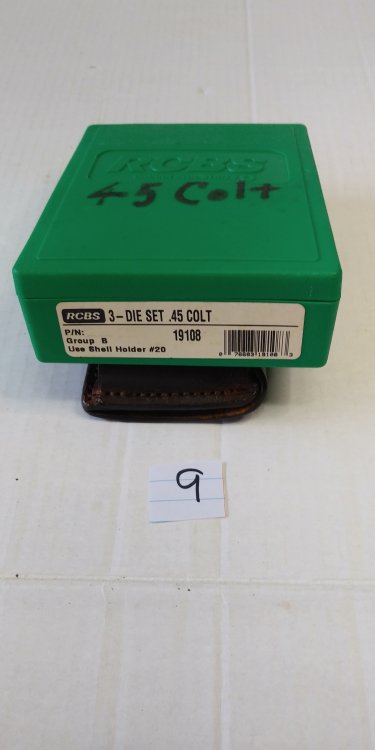 RCBS
45 Colt
RCBS 3-DIE SET .45 COLT
P/N: 19108
Group B
Use Shell Holder #20
9